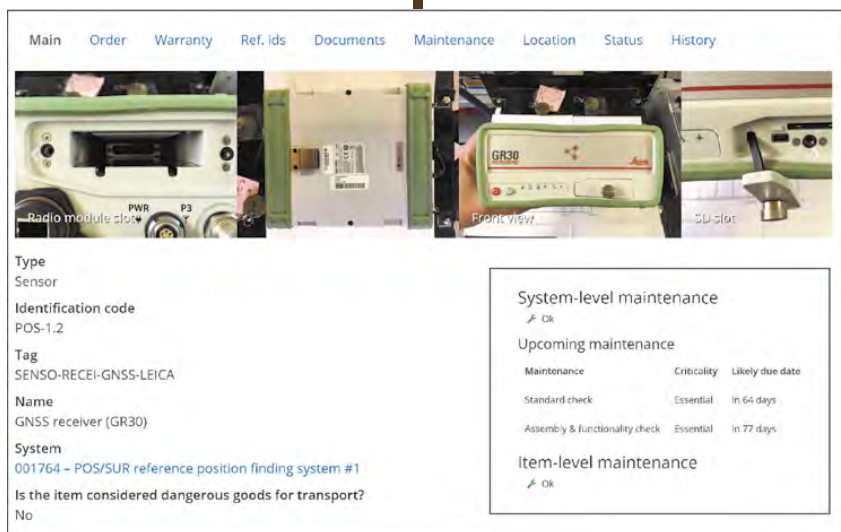 Main Order Warranty Ref. ids Documents Maintenance Location Status History
PWR P3
Radio module slot
GR30
Leica
Front view
SD slot
Type
Sensor
Identification code
POS-1.2
Tag
SENSO-RECEI-GNSS-LEICA
Name
GNSS receiver (GR30)
System
001764 – POS/SUR reference position finding system #1
Is the item considered dangerous goods for transport?
No
System-level maintenance
Ok
Upcoming maintenance
Maintenance Criticality Likely due date
Standard check Essential In 64 days
Assembly & functionality check Essential In 77 days
Item-level maintenance
Ok